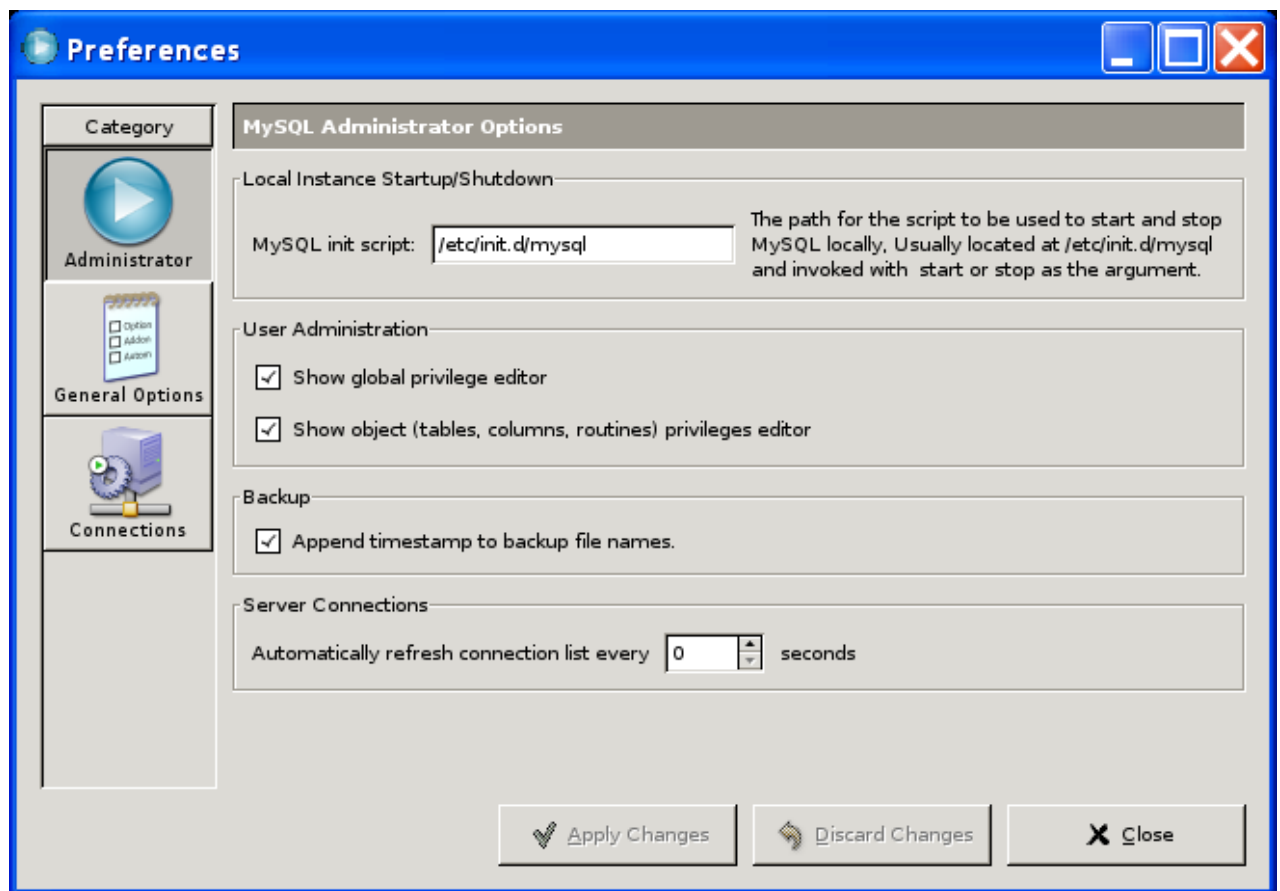 Preferences
Category
Administrator
Option
Addon
Autom
General Options
Connections
MySQL Administrator Options
Local Instance Startup/Shutdown
MySQL init script: /etc/init.d/mysql
The path for the script to be used to start and stop
MySQL locally, Usually located at /etc/init.d/mysql
and invoked with  start or stop as the argument.
User Administration
Show global privilege editor
Show object (tables, columns, routines) privileges editor
Backup
Append timestamp to backup file names.
Server Connections
Automatically refresh connection list every 0 seconds
Apply Changes Discard Changes Close